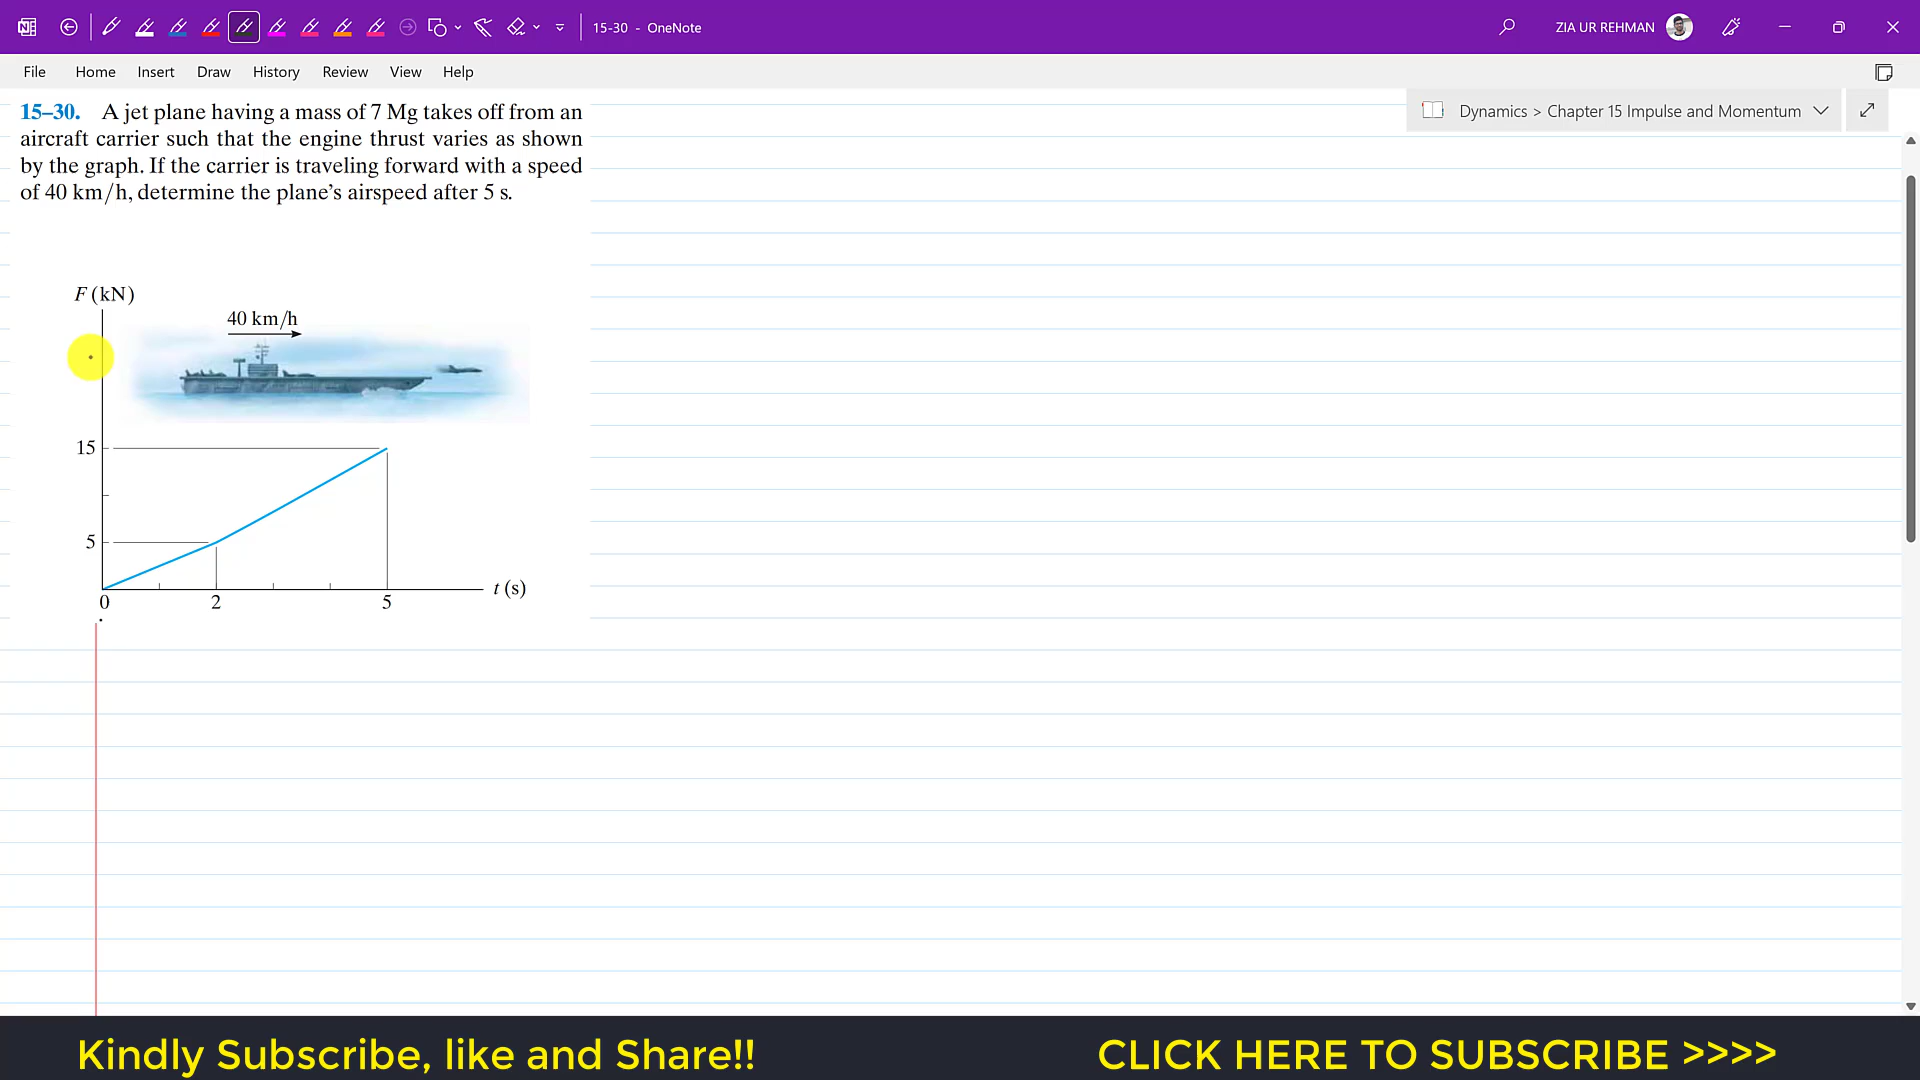 15-30 - OneNote
ZIA UR REHMAN
File Home Insert Draw History Review View Help
Dynamics > Chapter 15 Impulse and Momentum
15–30. A jet plane having a mass of 7 Mg takes off from an
aircraft carrier such that the engine thrust varies as shown
by the graph. If the carrier is traveling forward with a speed
of 40 km/h, determine the plane’s airspeed after 5 s.
F (kN)
40 km/h
15
5
t (s)
0 2 5
Kindly Subscribe, like and Share!!
CLICK HERE TO SUBSCRIBE >>>>